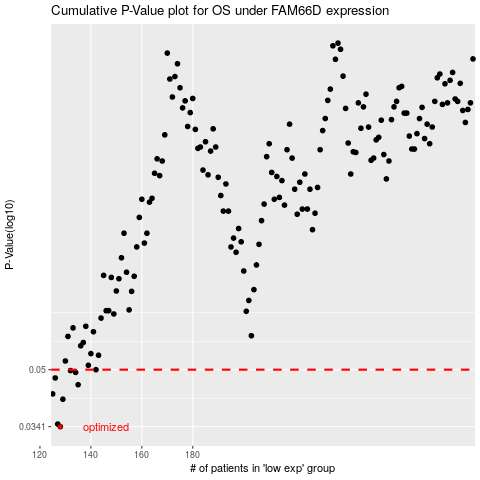 Cumulative P-Value plot for OS under FAM66D expression
P-Value(log10)
0.05
0.0341
optimized
120 140 160 180
# of patients in 'low exp' group